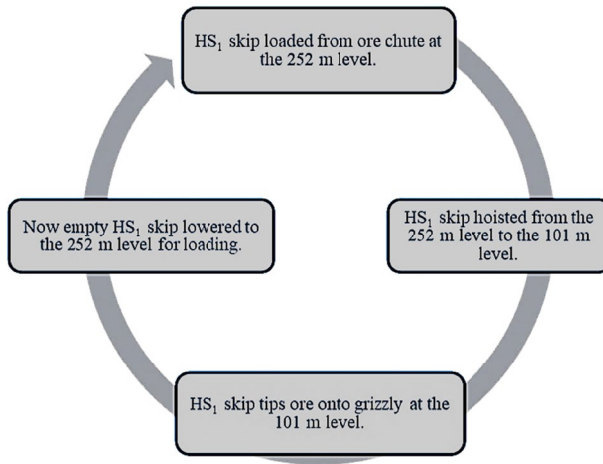 HS₁ skip loaded from ore chute at
the 252 m level.
HS₁ skip hoisted from the
252 m level to the 101 m
level.
HS₁ skip tips ore onto grizzly at the
101 m level.
Now empty HS₁ skip lowered to
the 252 m level for loading.